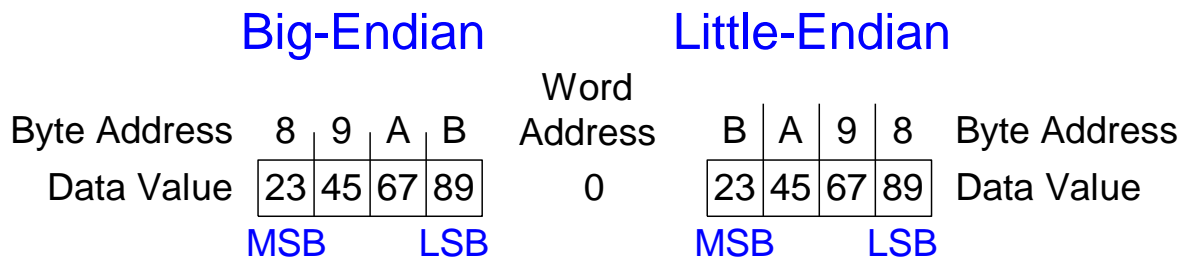 Big-Endian Little-Endian
Word
Byte Address 8 9 A B Address B A 9 8 Byte Address
Data Value 23 45 67 89 0 23 45 67 89 Data Value
MSB LSB MSB LSB